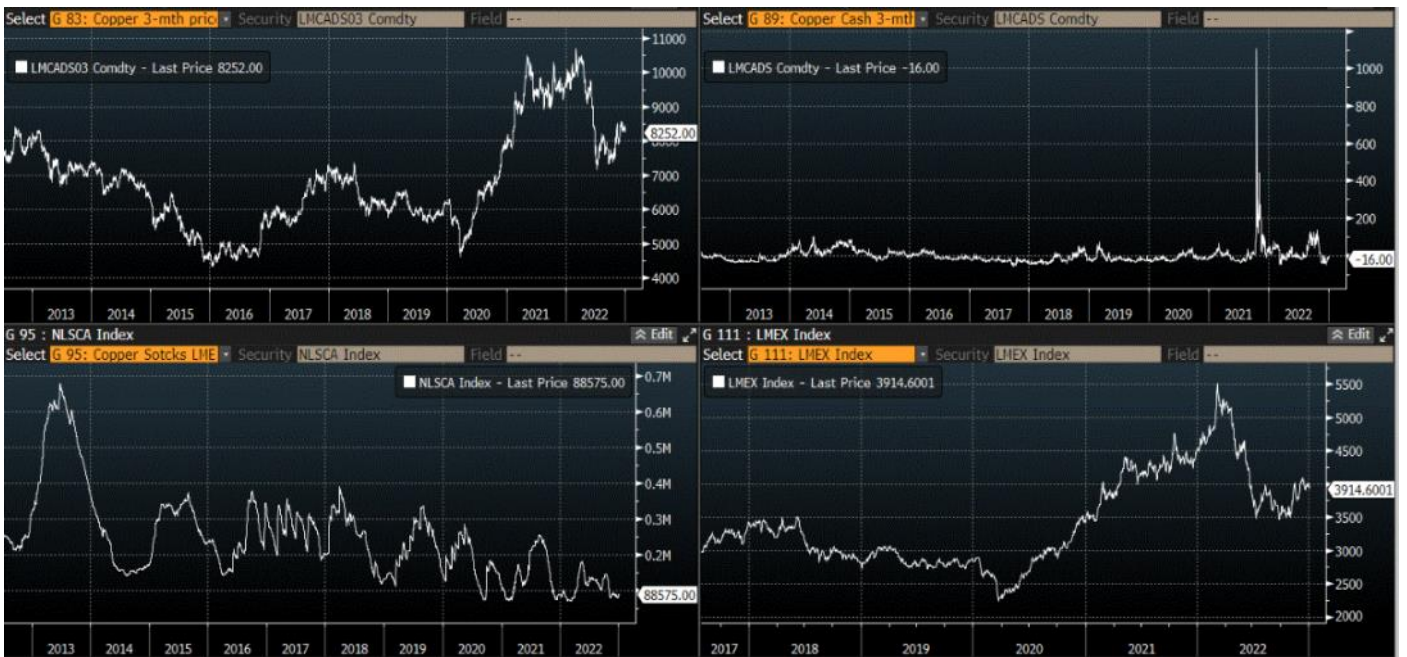 Select G 83: Copper 3-mth pric Security LMCADS03 Comdty Field --
LMCADS03 Comdty - Last Price 8252.00
11000
10000
9000
8252.00
7000
6000
5000
4000
2013 2014 2015 2016 2017 2018 2019 2020 2021 2022
Select G 89: Copper Cash 3-mth Security LMCADS Comdty Field --
LMCADS Comdty - Last Price -16.00
1000
800
600
400
200
-16.00
2013 2014 2015 2016 2017 2018 2019 2020 2021 2022
G 95 : NLSCA Index Edit
Select G 95: Copper Sotcks LME Security NLSCA Index Field --
NLSCA Index - Last Price 88575.00
0.7M
0.6M
0.5M
0.4M
0.3M
0.2M
88575.00
2013 2014 2015 2016 2017 2018 2019 2020 2021 2022
G 111 : LMEX Index Edit
Select G 111: LMEX Index Security LMEX Index Field --
LMEX Index - Last Price 3914.6001
5500
5000
4500
3914.6001
3500
3000
2500
2000
2017 2018 2019 2020 2021 2022